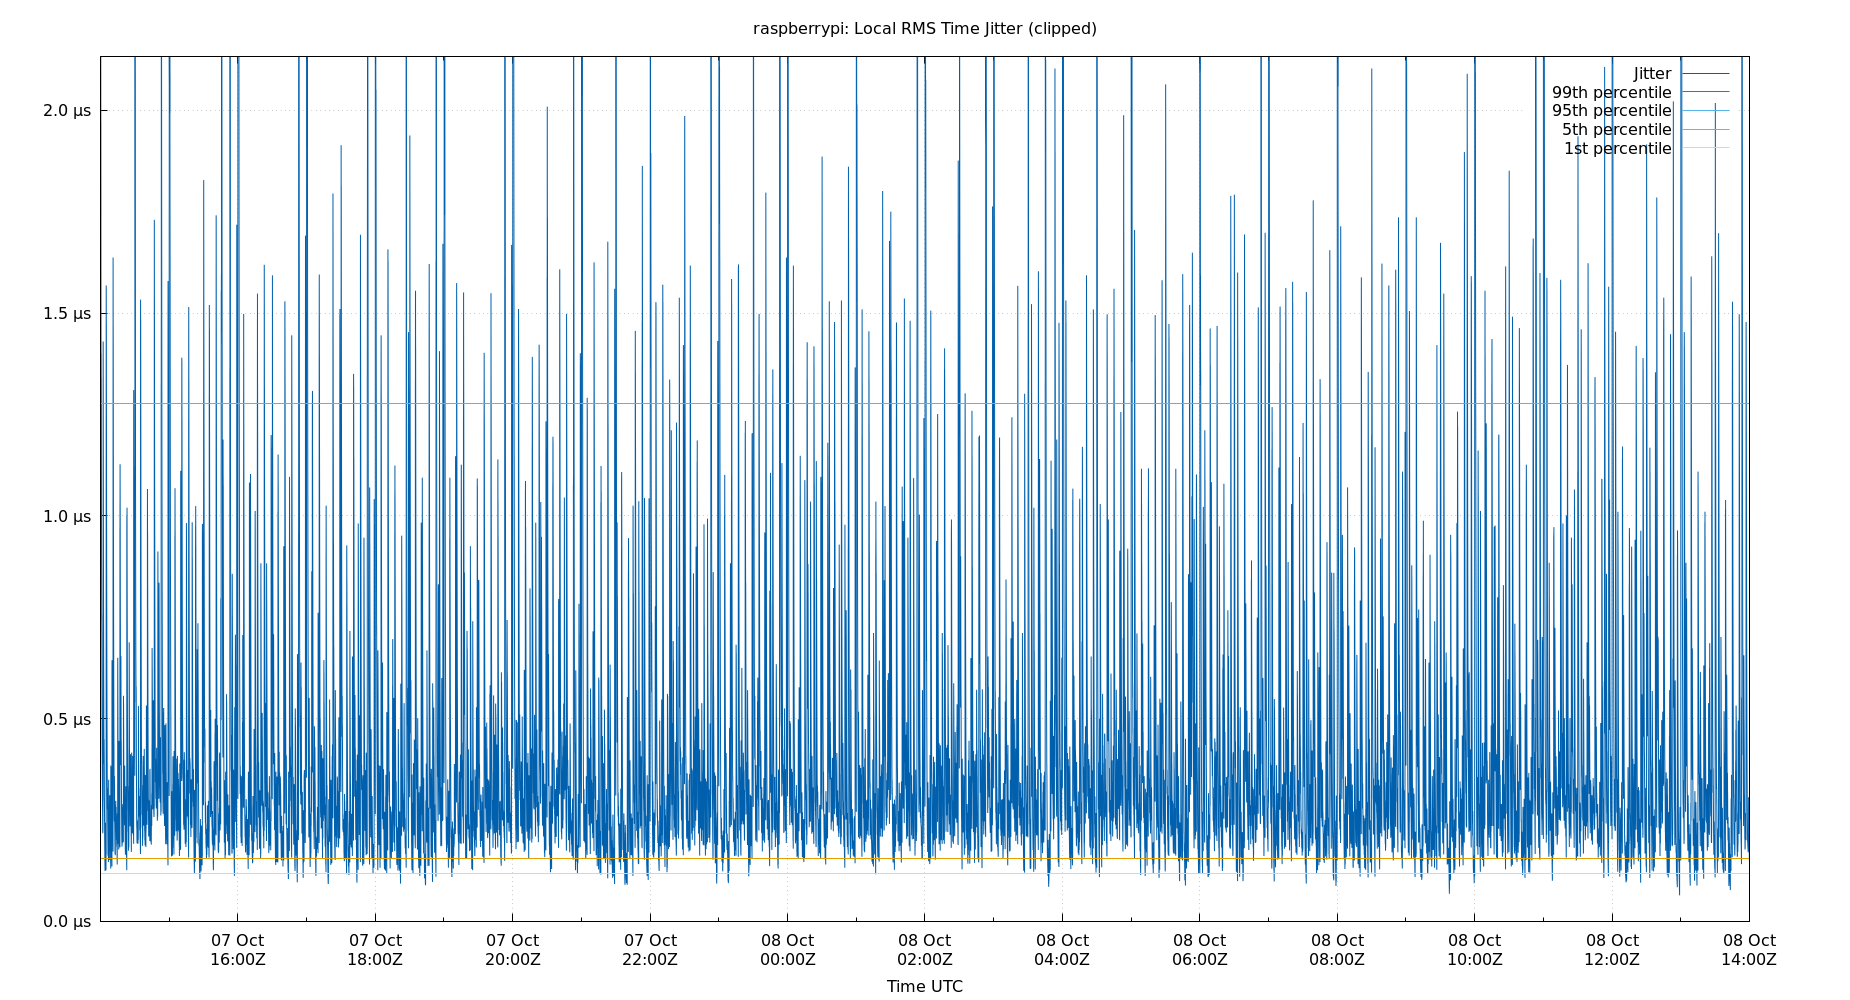 raspberrypi: Local RMS Time Jitter (clipped)
Jitter
99th percentile
95th percentile
5th percentile
1st percentile
2.0 μs
1.5 μs
1.0 μs
0.5 μs
0.0 μs
07 Oct 07 Oct 07 Oct 07 Oct 08 Oct 08 Oct 08 Oct 08 Oct 08 Oct 08 Oct 08 Oct 08 Oct
16:00Z 18:00Z 20:00Z 22:00Z 00:00Z 02:00Z 04:00Z 06:00Z 08:00Z 10:00Z 12:00Z 14:00Z
Time UTC